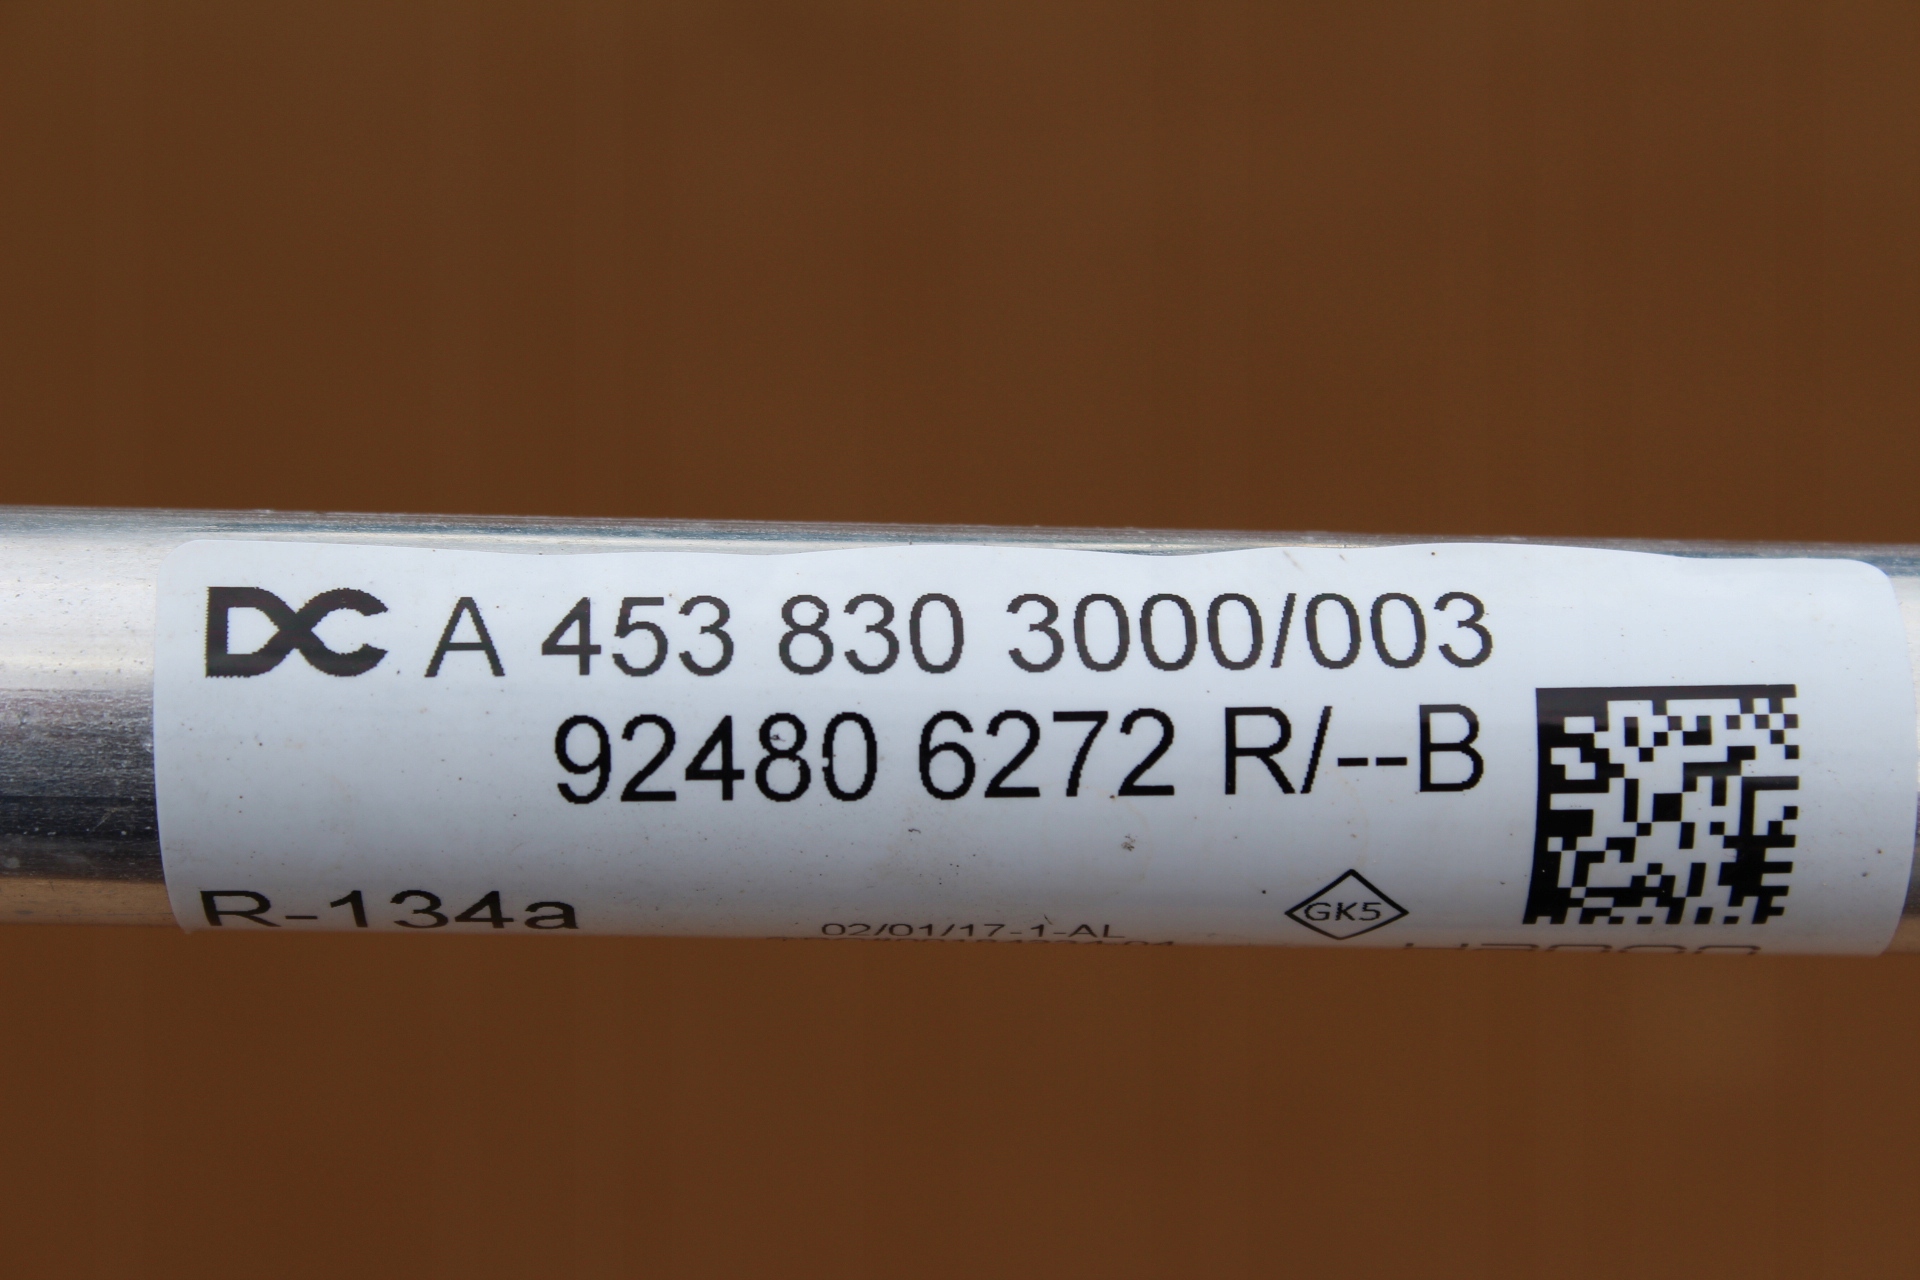 DC A 453 830 3000/003
92480 6272 R/--B
R-134a
02/01/17-1-AL
GK5